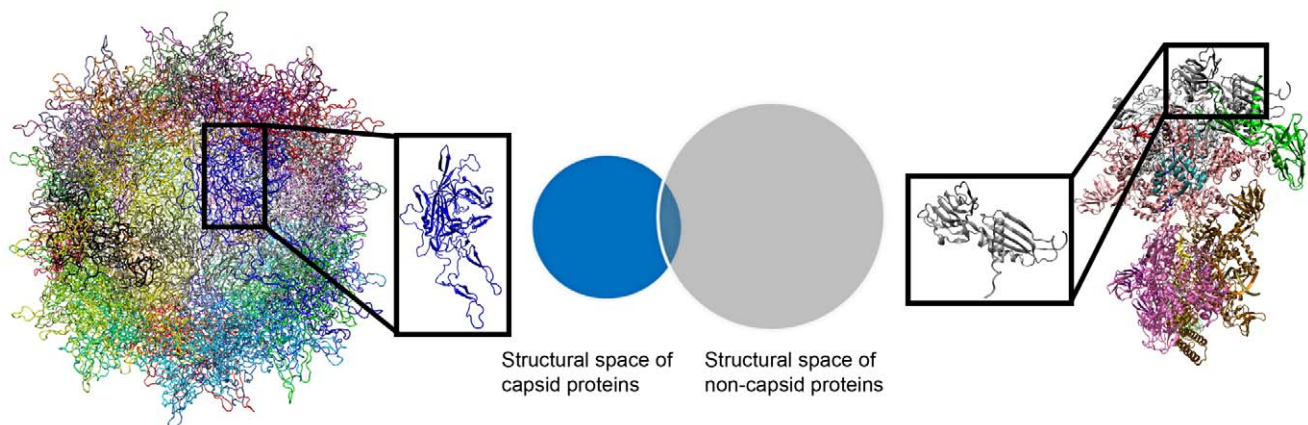 Structural space of
capsid proteins
Structural space of
non-capsid proteins